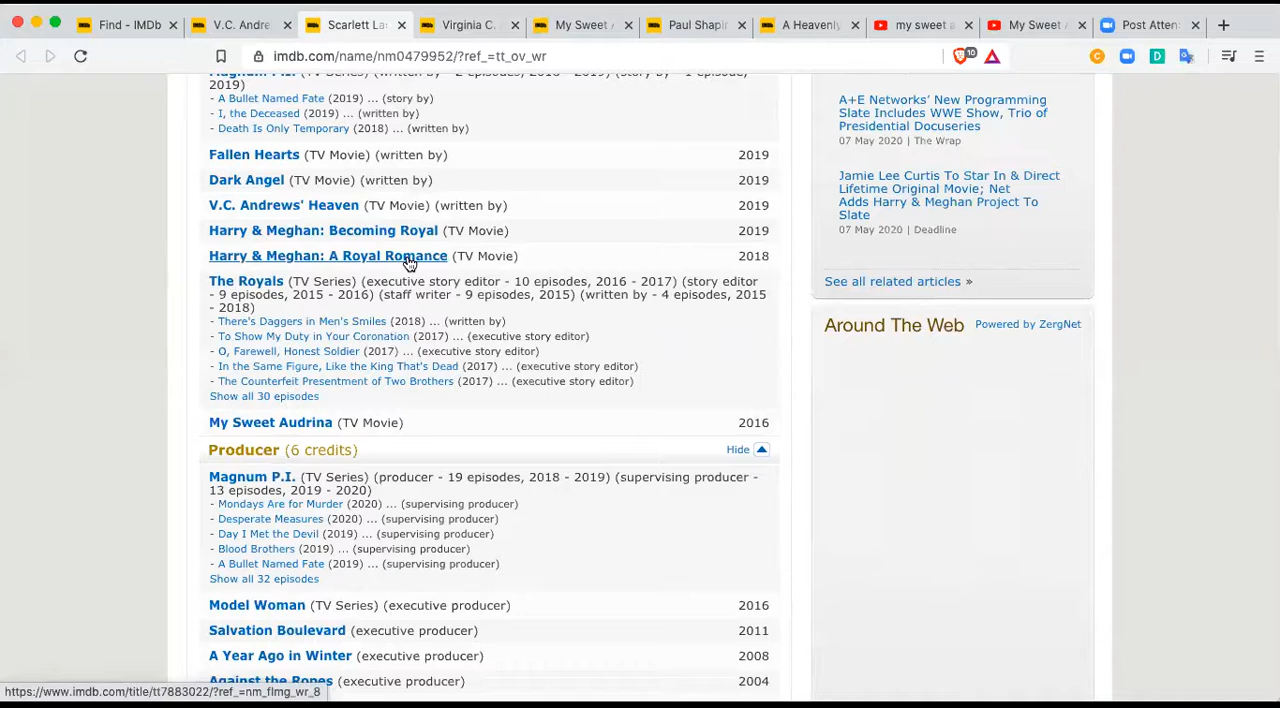 Find - IMDb
V.C. Andre
Scarlett La
Virginia C.
My Sweet A
Paul Shapi
A Heavenly
my sweet a
My Sweet A
Post Atten
imdb.com/name/nm0479952/?ref_=tt_ov_wr
10
2019)
- A Bullet Named Fate (2019) ... (story by)
- I, the Deceased (2019) ... (written by)
- Death Is Only Temporary (2018) ... (written by)
Fallen Hearts (TV Movie) (written by) 2019
Dark Angel (TV Movie) (written by) 2019
V.C. Andrews' Heaven (TV Movie) (written by) 2019
Harry & Meghan: Becoming Royal (TV Movie) 2019
Harry & Meghan: A Royal Romance (TV Movie) 2018
The Royals (TV Series) (executive story editor - 10 episodes, 2016 - 2017) (story editor
- 9 episodes, 2015 - 2016) (staff writer - 9 episodes, 2015) (written by - 4 episodes, 2015
- 2018)
- There's Daggers in Men's Smiles (2018) ... (written by)
- To Show My Duty in Your Coronation (2017) ... (executive story editor)
- O, Farewell, Honest Soldier (2017) ... (executive story editor)
- In the Same Figure, Like the King That's Dead (2017) ... (executive story editor)
- The Counterfeit Presentment of Two Brothers (2017) ... (executive story editor)
Show all 30 episodes
My Sweet Audrina (TV Movie) 2016
Producer (6 credits) Hide
Magnum P.I. (TV Series) (producer - 19 episodes, 2018 - 2019) (supervising producer -
13 episodes, 2019 - 2020)
- Mondays Are for Murder (2020) ... (supervising producer)
- Desperate Measures (2020) ... (supervising producer)
- Day I Met the Devil (2019) ... (supervising producer)
- Blood Brothers (2019) ... (supervising producer)
- A Bullet Named Fate (2019) ... (supervising producer)
Show all 32 episodes
Model Woman (TV Series) (executive producer) 2016
Salvation Boulevard (executive producer) 2011
A Year Ago in Winter (executive producer) 2008
Against the Ropes (executive producer) 2004
https://www.imdb.com/title/tt7883022/?ref_=nm_flmg_wr_8
A+E Networks' New Programming
Slate Includes WWE Show, Trio of
Presidential Docuseries
07 May 2020 | The Wrap
Jamie Lee Curtis To Star In & Direct
Lifetime Original Movie; Net
Adds Harry & Meghan Project To
Slate
07 May 2020 | Deadline
See all related articles »
Around The Web Powered by ZergNet